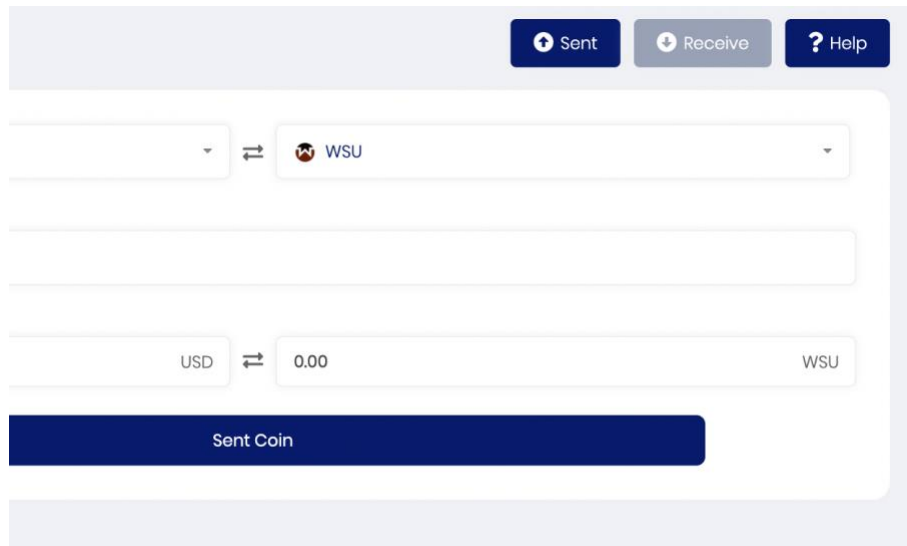 Sent Receive ? Help
WSU
USD 0.00 WSU
Sent Coin